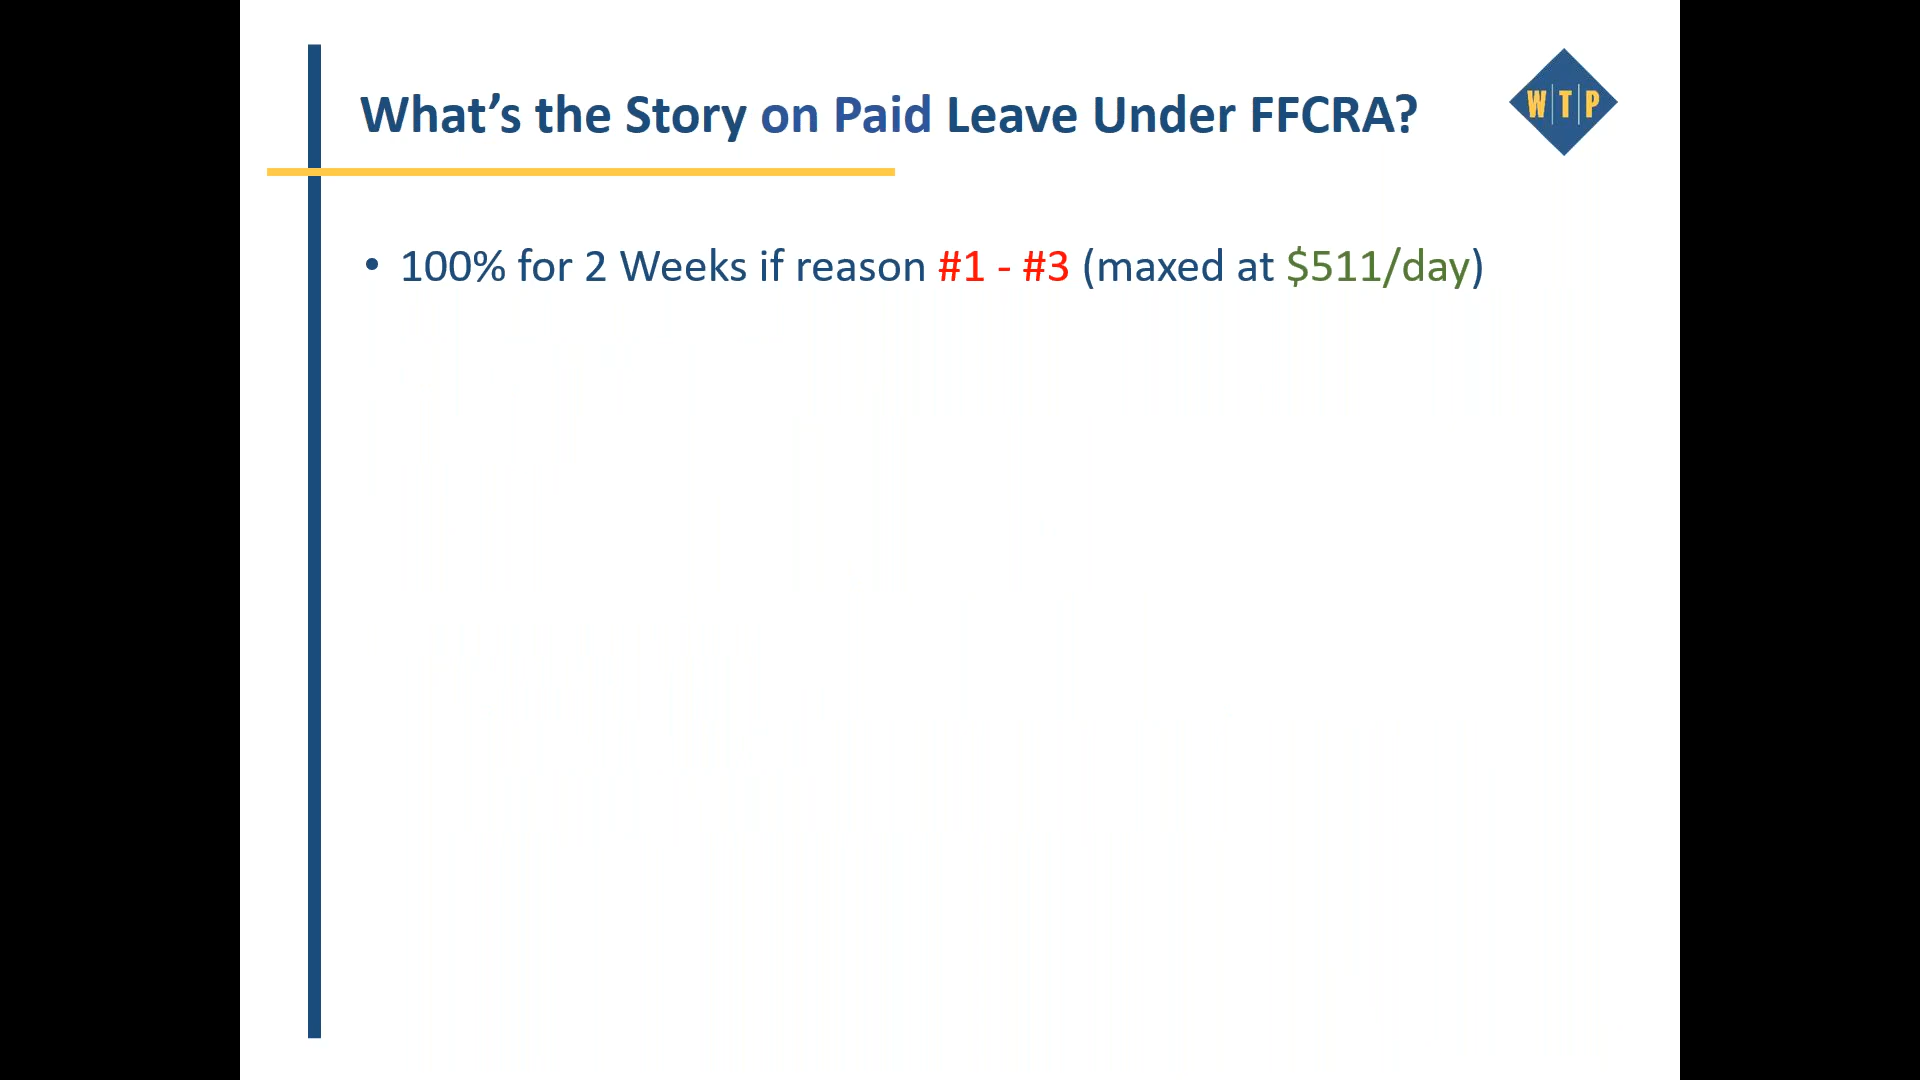 What’s the Story on Paid Leave Under FFCRA?
W|T|P
• 100% for 2 Weeks if reason #1 - #3 (maxed at $511/day)